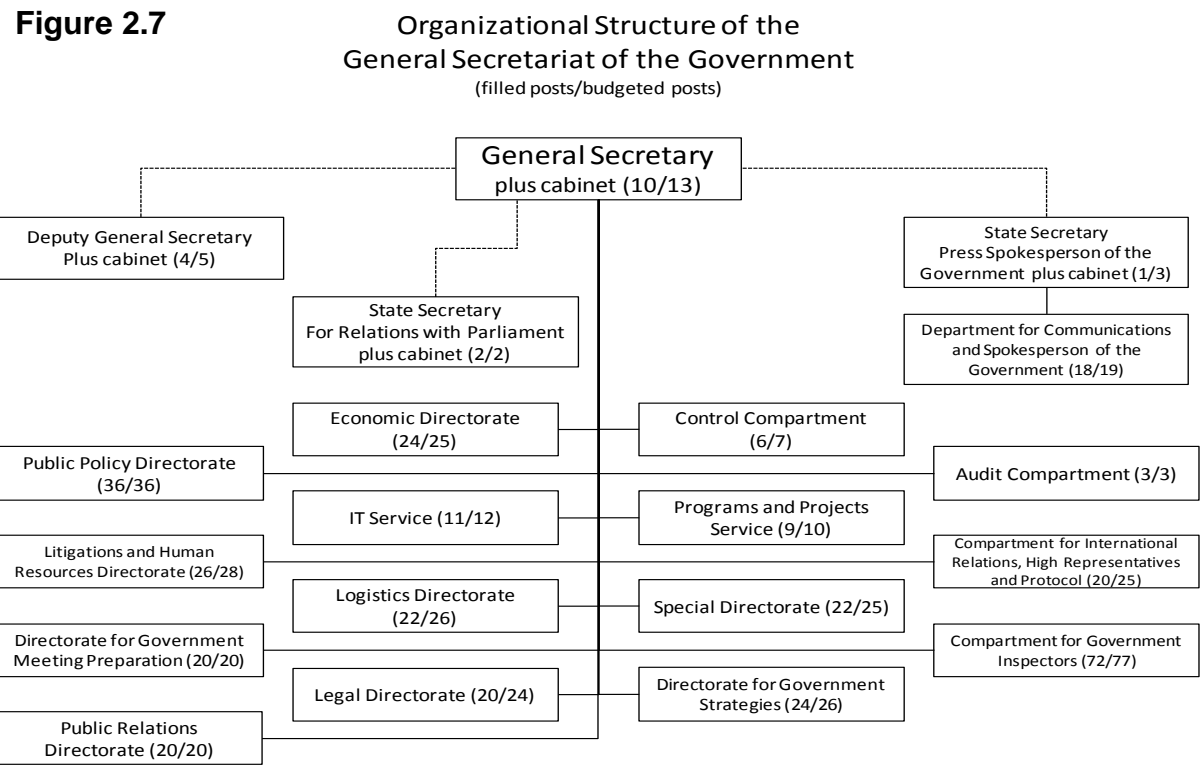 Figure 2.7
Organizational Structure of the
General Secretariat of the Government
(filled posts/budgeted posts)
General Secretary
plus cabinet (10/13)
Deputy General Secretary
Plus cabinet (4/5)
State Secretary
For Relations with Parliament
plus cabinet (2/2)
State Secretary
Press Spokesperson of the
Government plus cabinet (1/3)
Department for Communications
and Spokesperson of the
Government (18/19)
Economic Directorate
(24/25)
Control Compartment
(6/7)
Public Policy Directorate
(36/36)
Audit Compartment (3/3)
IT Service (11/12)
Programs and Projects
Service (9/10)
Litigations and Human
Resources Directorate (26/28)
Compartment for International
Relations, High Representatives
and Protocol (20/25)
Logistics Directorate
(22/26)
Special Directorate (22/25)
Directorate for Government
Meeting Preparation (20/20)
Compartment for Government
Inspectors (72/77)
Legal Directorate (20/24)
Directorate for Government
Strategies (24/26)
Public Relations
Directorate (20/20)